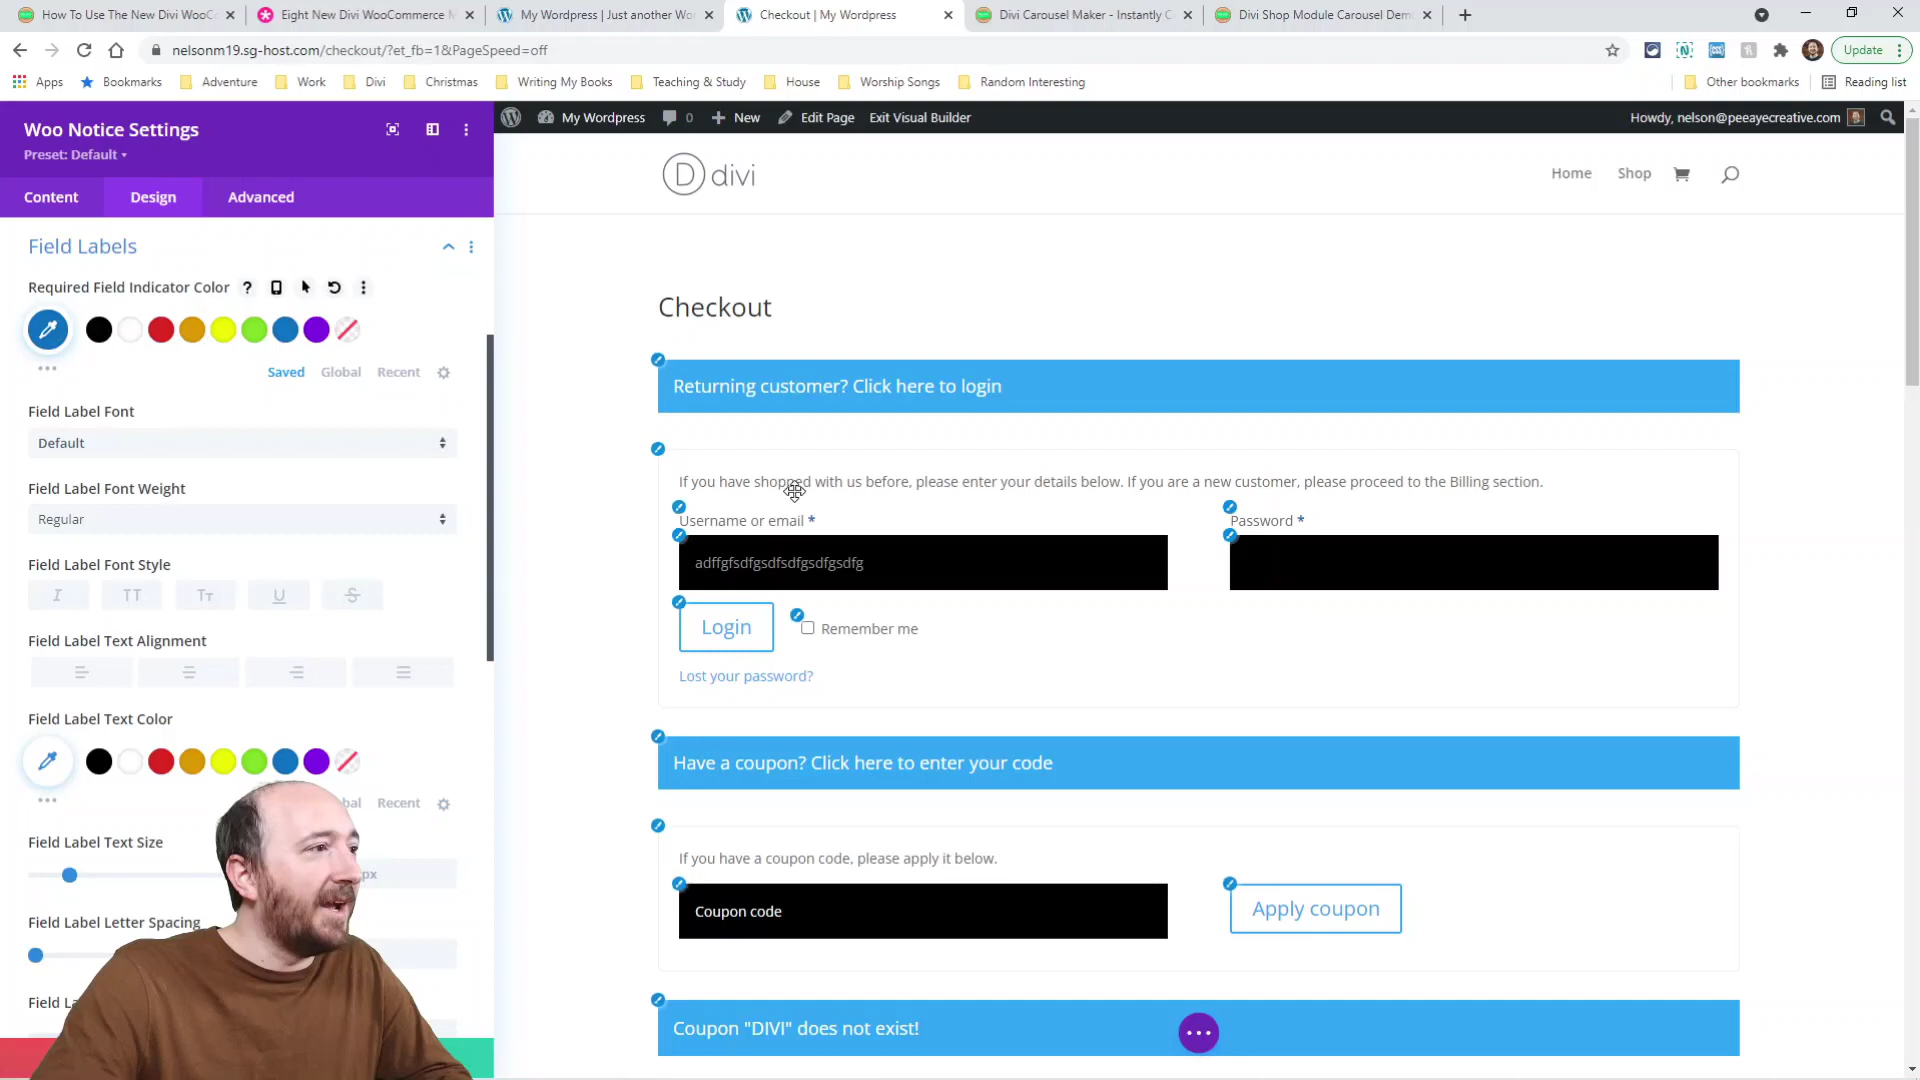 How To Use The New Divi WooC
Eight New Divi WooCommerce M
My Wordpress | Just another Wor
Checkout | My Wordpress
Divi Carousel Maker - Instantly C
Divi Shop Module Carousel Dem
nelsonm19.sg-host.com/checkout/?et_fb=1&PageSpeed=off
Update
Apps
Bookmarks
Adventure
Work
Divi
Christmas
Writing My Books
Teaching & Study
House
Worship Songs
Random Interesting
Other bookmarks
Reading list
Woo Notice Settings
Preset: Default
Content
Design
Advanced
Field Labels
Required Field Indicator Color ?
Saved
Global
Recent
Field Label Font
Default
Field Label Font Weight
Regular
Field Label Font Style
I
TT
Tт
U
S
Field Label Text Alignment
Field Label Text Color
bal
Recent
Field Label Text Size
px
Field Label Letter Spacing
Field La
My Wordpress
0
New
Edit Page
Exit Visual Builder
Howdy, nelson@peeayecreative.com
D divi
Home
Shop
Checkout
Returning customer? Click here to login
If you have shopped with us before, please enter your details below. If you are a new customer, please proceed to the Billing section.
Username or email *
Password *
adffgfsdfgsdfsdfgsdfgsdfg
Login
Remember me
Lost your password?
Have a coupon? Click here to enter your code
If you have a coupon code, please apply it below.
Coupon code
Apply coupon
Coupon "DIVI" does not exist!